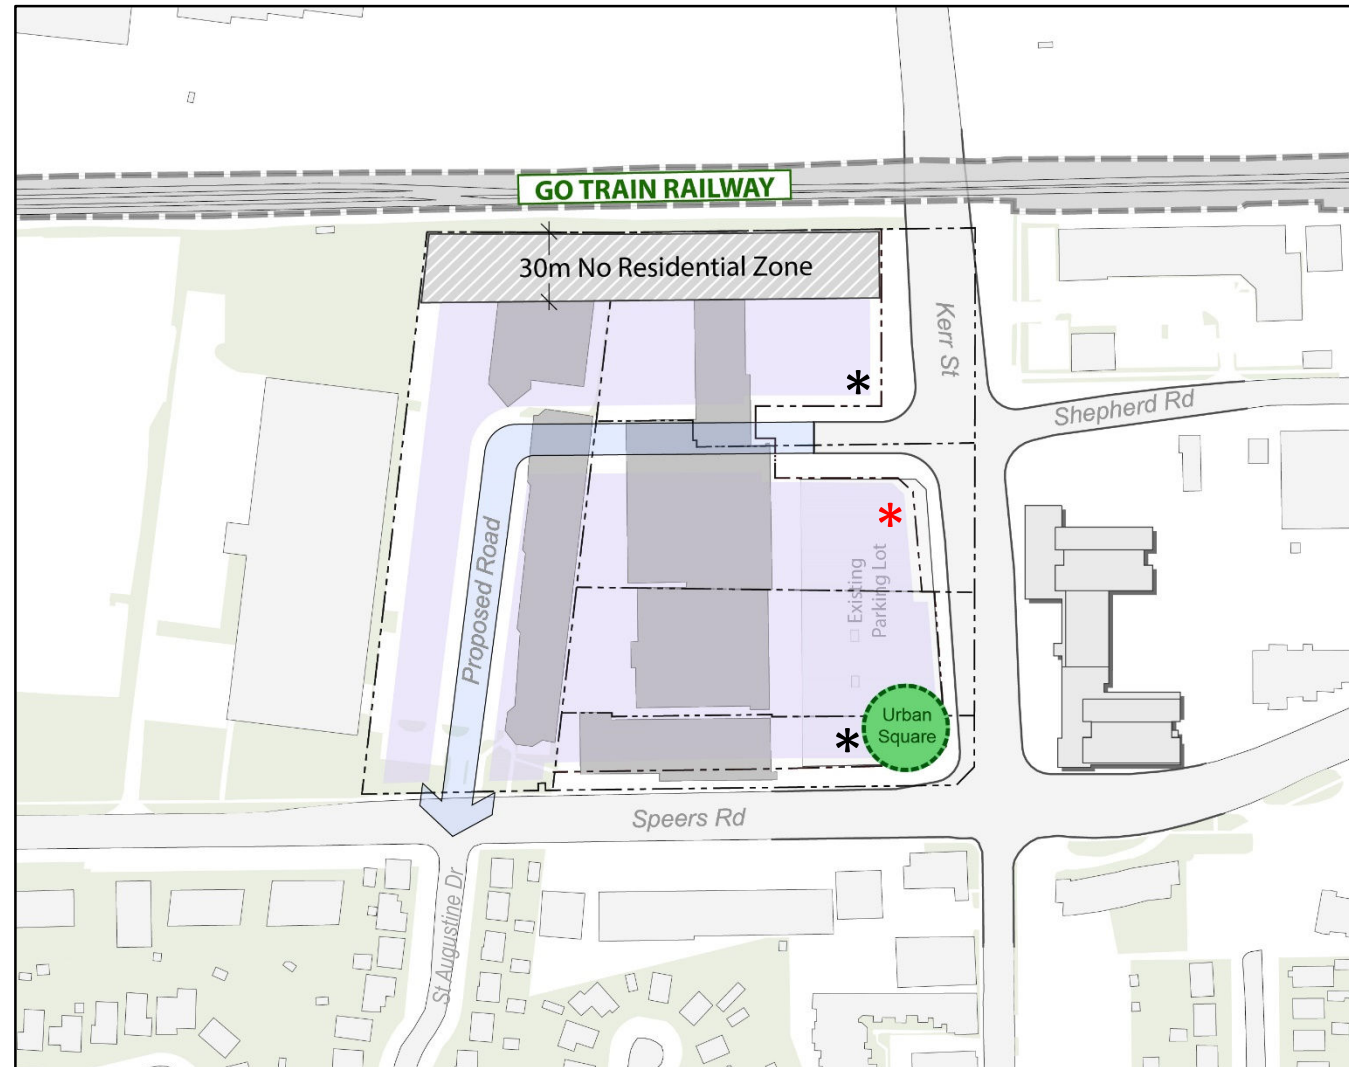 GO TRAIN RAILWAY
30m No Residential Zone
Kerr St
*
Shepherd Rd
*
Existing
Parking Lot
Proposed Road
Urban
Square
*
Speers Rd
St Augustine Dr